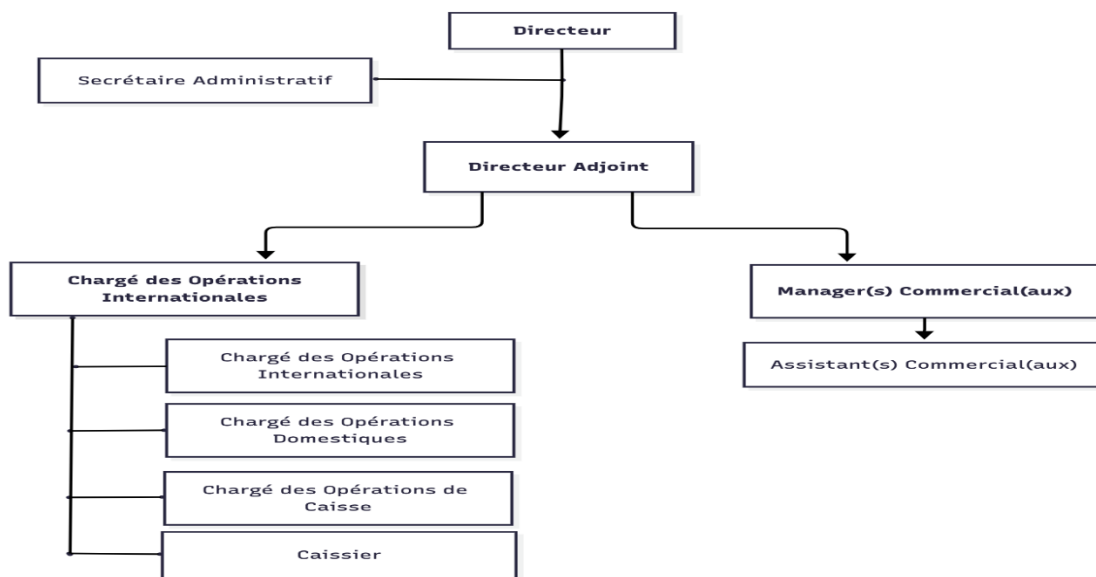 Directeur
Secrétaire Administratif
Directeur Adjoint
Chargé des Opérations
Internationales
Manager(s) Commercial(aux)
Chargé des Opérations
Internationales
Assistant(s) Commercial(aux)
Chargé des Opérations
Domestiques
Chargé des Opérations de
Caisse
Caissier